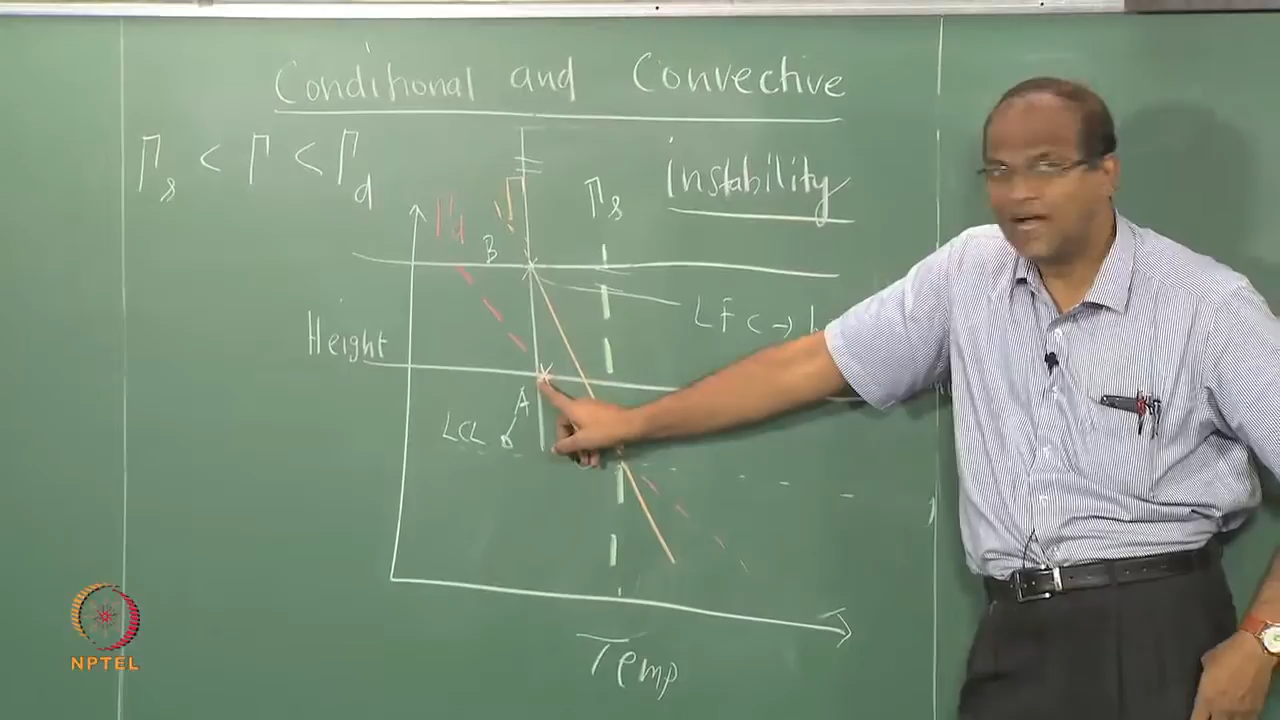 Conditional and Convective
Instability
Γs < Γ < Γd
Γd
Γ
Γs
B
LFC →
Height
A
LCL
Temp
NPTEL